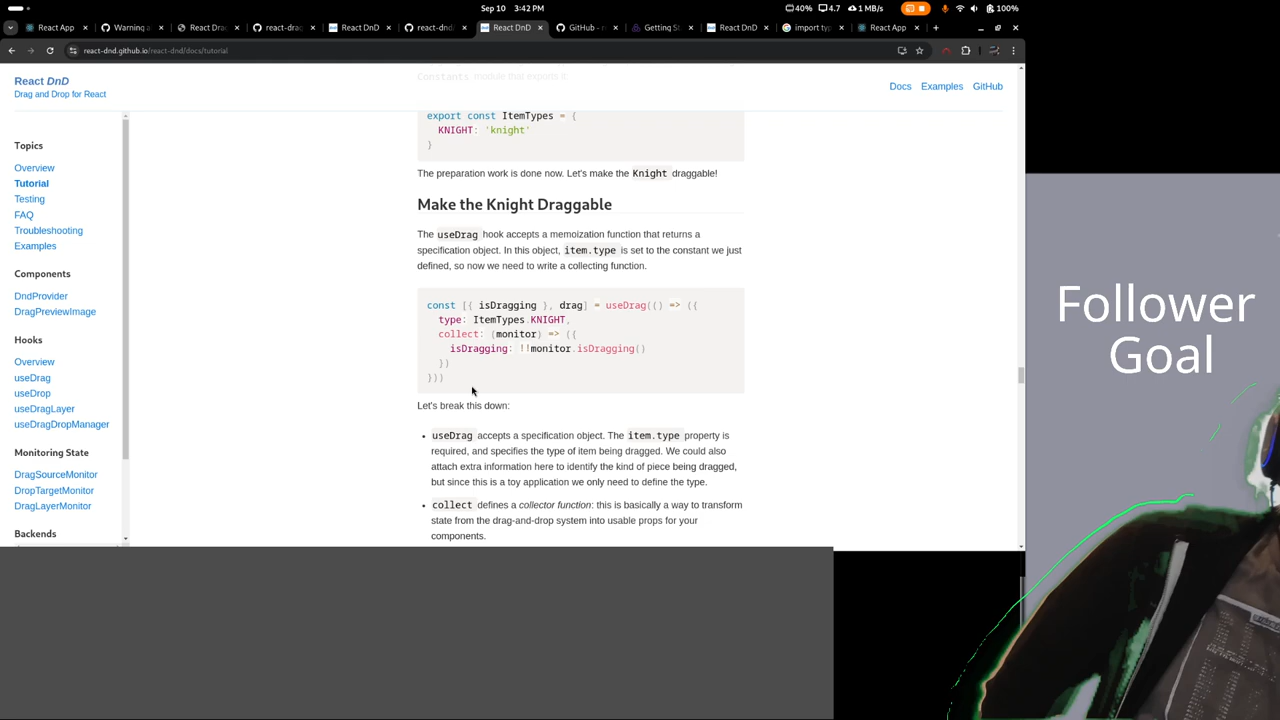 Sep 10 3:42 PM
40% 4.7 1 MB/s 100%
React App Warning React Drag react-drag React DnD react-dnd React DnD GitHub - r Getting St React DnD import typ React App
react-dnd.github.io/react-dnd/docs/tutorial
React DnD
Drag and Drop for React
Docs Examples GitHub
Topics
Overview
Tutorial
Testing
FAQ
Troubleshooting
Examples
Components
DndProvider
DragPreviewImage
Hooks
Overview
useDrag
useDrop
useDragLayer
useDragDropManager
Monitoring State
DragSourceMonitor
DropTargetMonitor
DragLayerMonitor
Backends
Constants module that exports it:
export const ItemTypes = {
KNIGHT: 'knight'
}
The preparation work is done now. Let's make the Knight draggable!
Make the Knight Draggable
The useDrag hook accepts a memoization function that returns a
specification object. In this object, item.type is set to the constant we just
defined, so now we need to write a collecting function.
const [{ isDragging }, drag] = useDrag(() => ({
type: ItemTypes.KNIGHT,
collect: (monitor) => ({
isDragging: !!monitor.isDragging()
})
}))
Let's break this down:
• useDrag accepts a specification object. The item.type property is
required, and specifies the type of item being dragged. We could also
attach extra information here to identify the kind of piece being dragged,
but since this is a toy application we only need to define the type.
• collect defines a collector function: this is basically a way to transform
state from the drag-and-drop system into usable props for your
components.
Follower
Goal